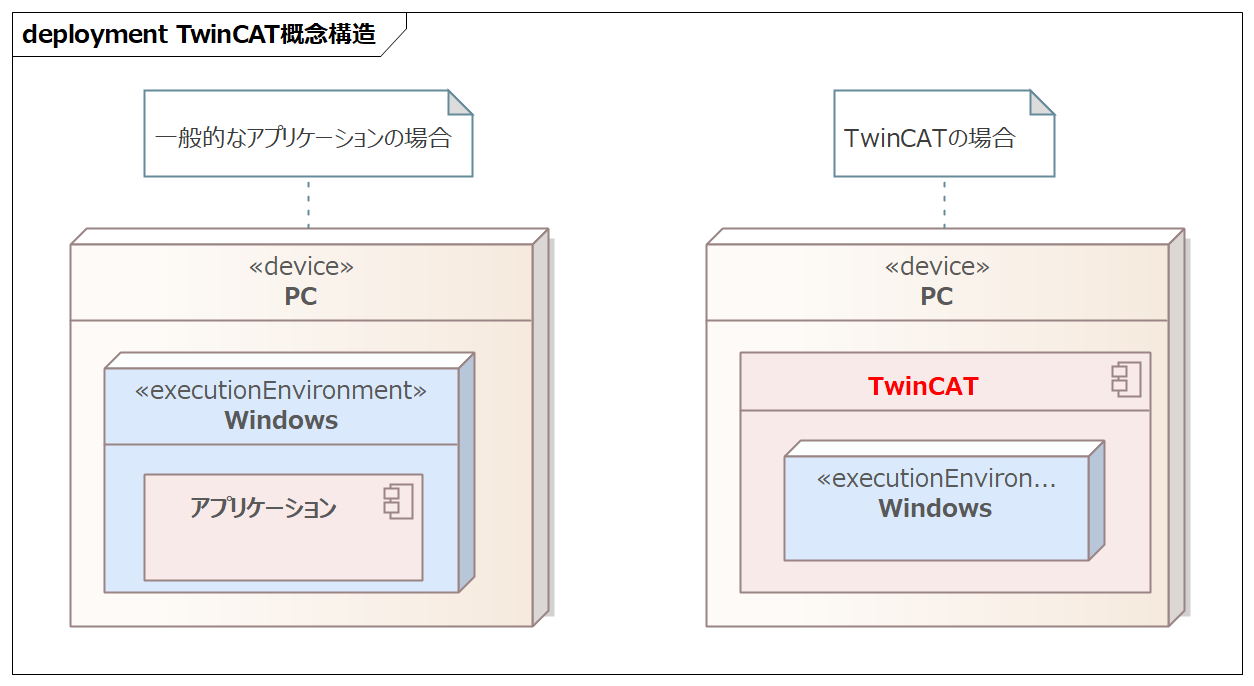 deployment TwinCAT概念構造
一般的なアプリケーションの場合
TwinCATの場合
«device»
PC
«executionEnvironment»
Windows
アプリケーション
«device»
PC
TwinCAT
«executionEnviron...
Windows